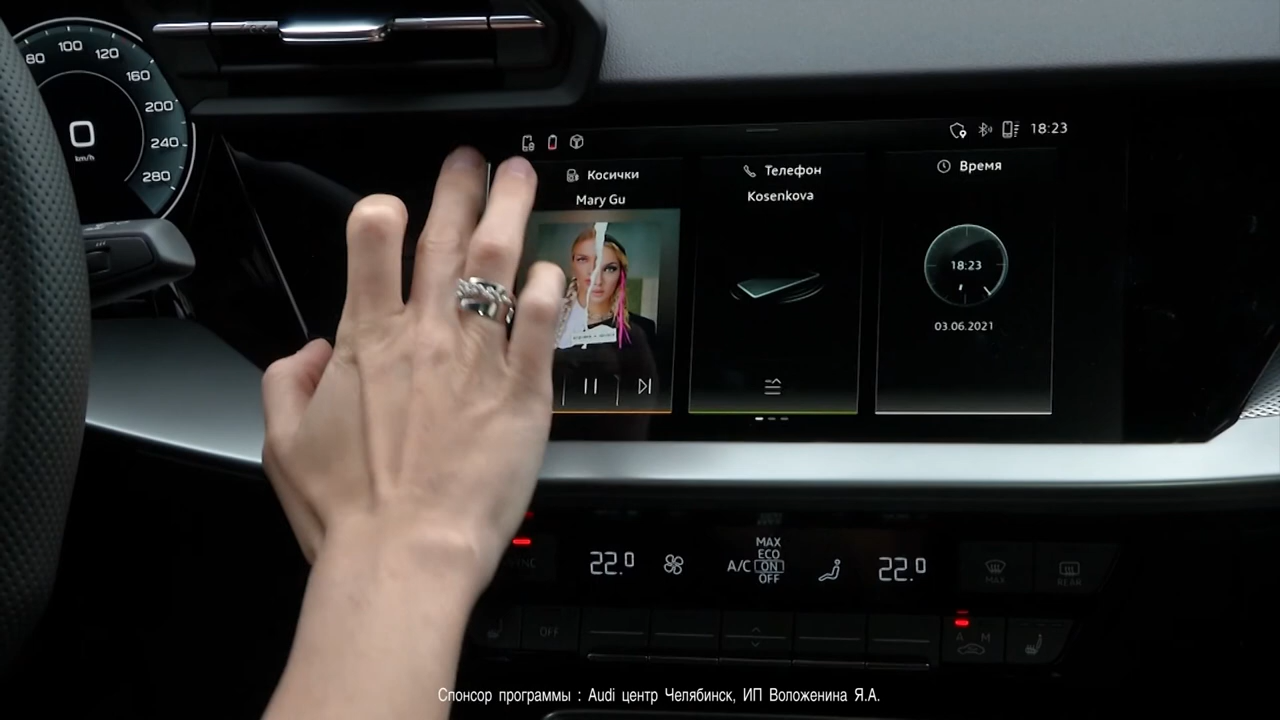 80
100
120
160
200
240
280
0
km/h
18:23
Косички
Mary Gu
Телефон
Kosenkova
Время
18:23
03.06.2021
22.0
A/C
MAX
ECO
ON
OFF
22.0
MAX
REAR
OFF
A M
Спонсор программы : Audi центр Челябинск, ИП Воложенина Я.А.